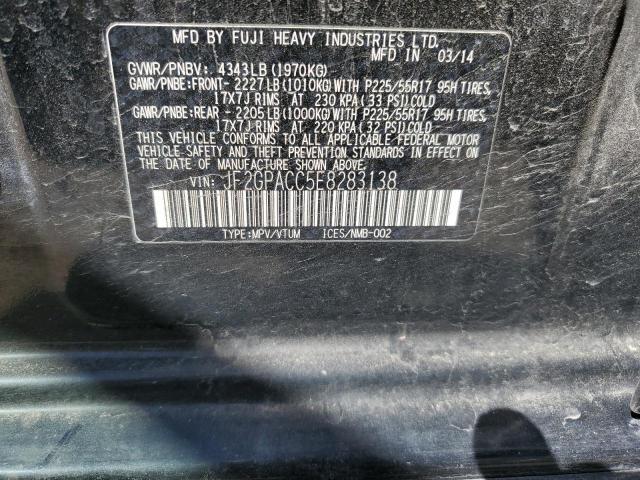 MFD BY FUJI HEAVY INDUSTRIES LTD.
MFD IN 03/14
GVWR/PNBV: 4343LB(1970KG)
GAWR/PNBE:FRONT- 2227LB(1010KG)WITH P225/55R17 95H TIRES,
17X7J RIMS AT 230 KPA(33 PSI)COLD
GAWR/PNBE:REAR - 2205LB(1000KG)WITH P225/55R17 95H TIRES,
17X7J RIMS AT 220 KPA(32 PSI)COLD
THIS VEHICLE CONFORMS TO ALL APPLICABLE FEDERAL MOTOR
VEHICLE SAFETY AND THEFT PREVENTION STANDARDS IN EFFECT
ON THE DATE OF MANUFACTURE SHOWN ABOVE.
VIN: JF2GPACC5E8283138
TYPE:MPV/VTUM ICES/NMB-002